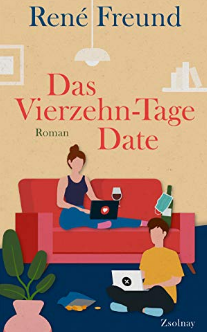 René Freund
Das
Vierzehn-Tage
Date
Roman
Zsolnay